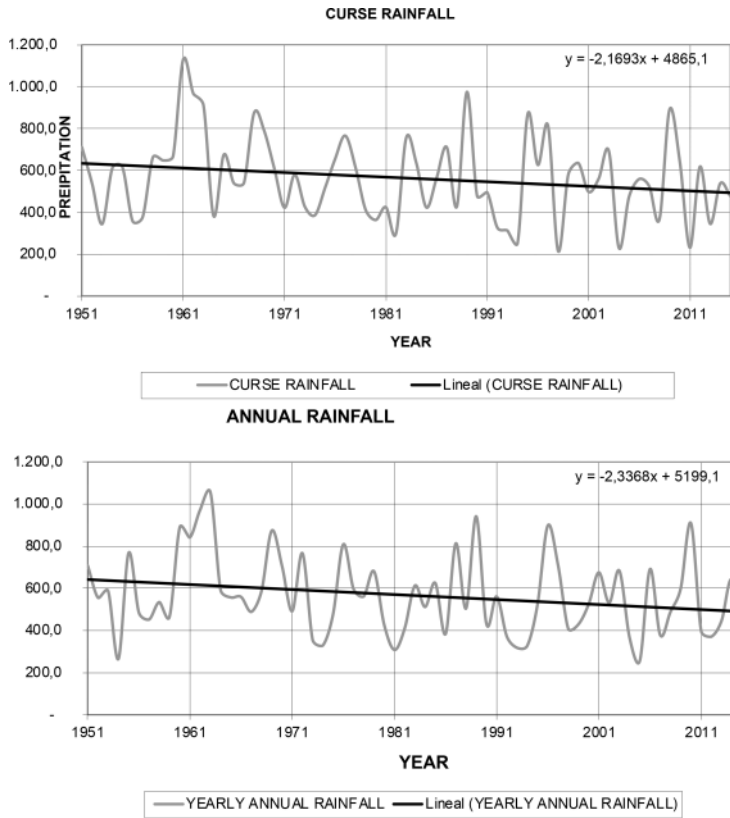 CURSE RAINFALL
y = -2,1693x + 4865,1
PREIPITATION
1.200,0
1.000,0
800,0
600,0
400,0
200,0
-
1951 1961 1971 1981 1991 2001 2011
YEAR
CURSE RAINFALL Lineal (CURSE RAINFALL)
ANNUAL RAINFALL
y = -2,3368x + 5199,1
1.200,0
1.000,0
800,0
600,0
400,0
200,0
-
1951 1961 1971 1981 1991 2001 2011
YEAR
YEARLY ANNUAL RAINFALL Lineal (YEARLY ANNUAL RAINFALL)